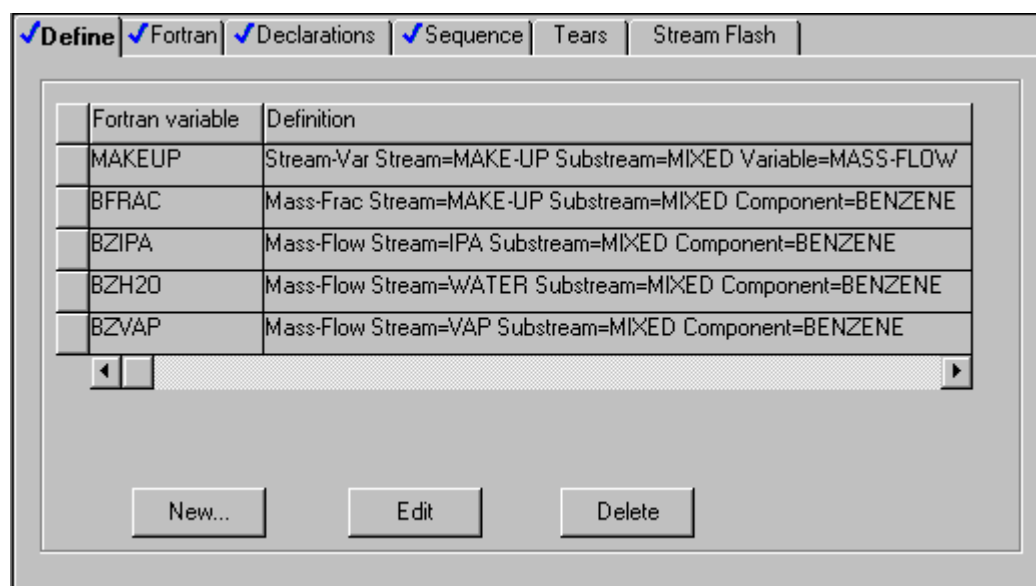 Define Fortran Declarations Sequence Tears Stream Flash
Fortran variable Definition
MAKEUP Stream-Var Stream=MAKE-UP Substream=MIXED Variable=MASS-FLOW
BFRAC Mass-Frac Stream=MAKE-UP Substream=MIXED Component=BENZENE
BZIPA Mass-Flow Stream=IPA Substream=MIXED Component=BENZENE
BZH2O Mass-Flow Stream=WATER Substream=MIXED Component=BENZENE
BZVAP Mass-Flow Stream=VAP Substream=MIXED Component=BENZENE
New... Edit Delete